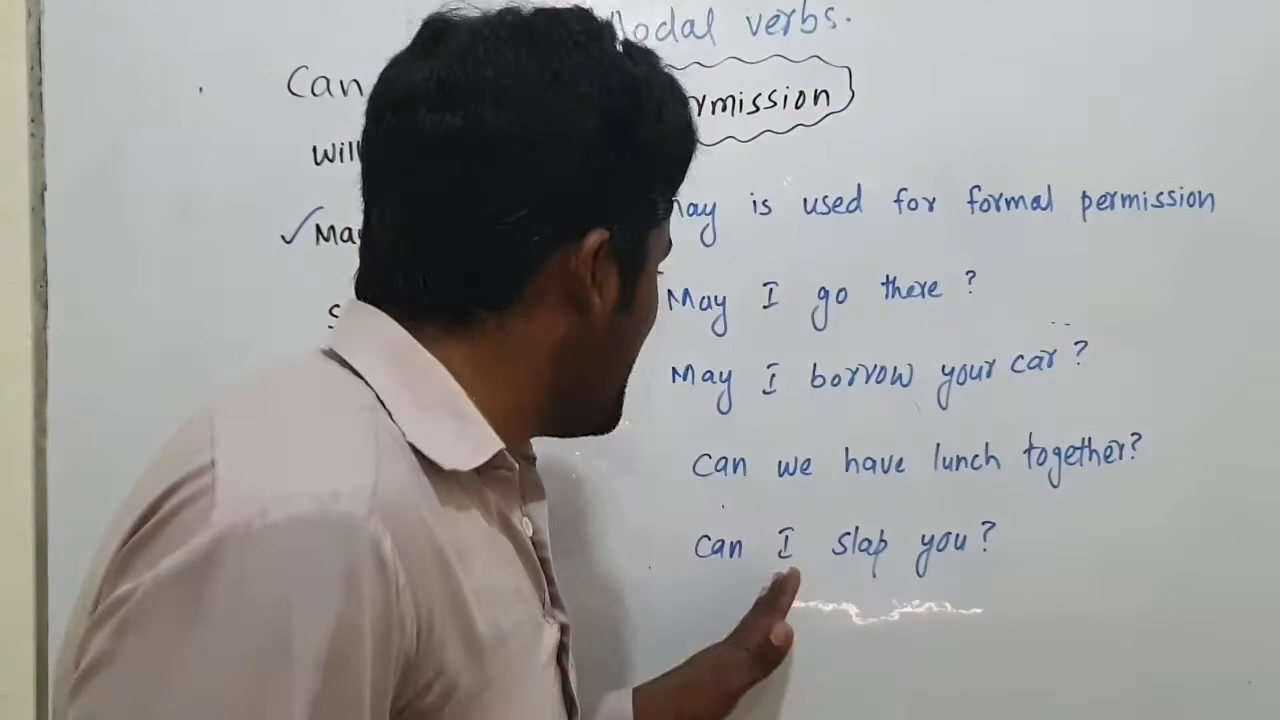 Modal verbs.
Can
rmission
Will
May is used for formal permission
✓ May
May I go there ?
May I borrow your car ?
Can we have lunch together?
Can I slap you ?